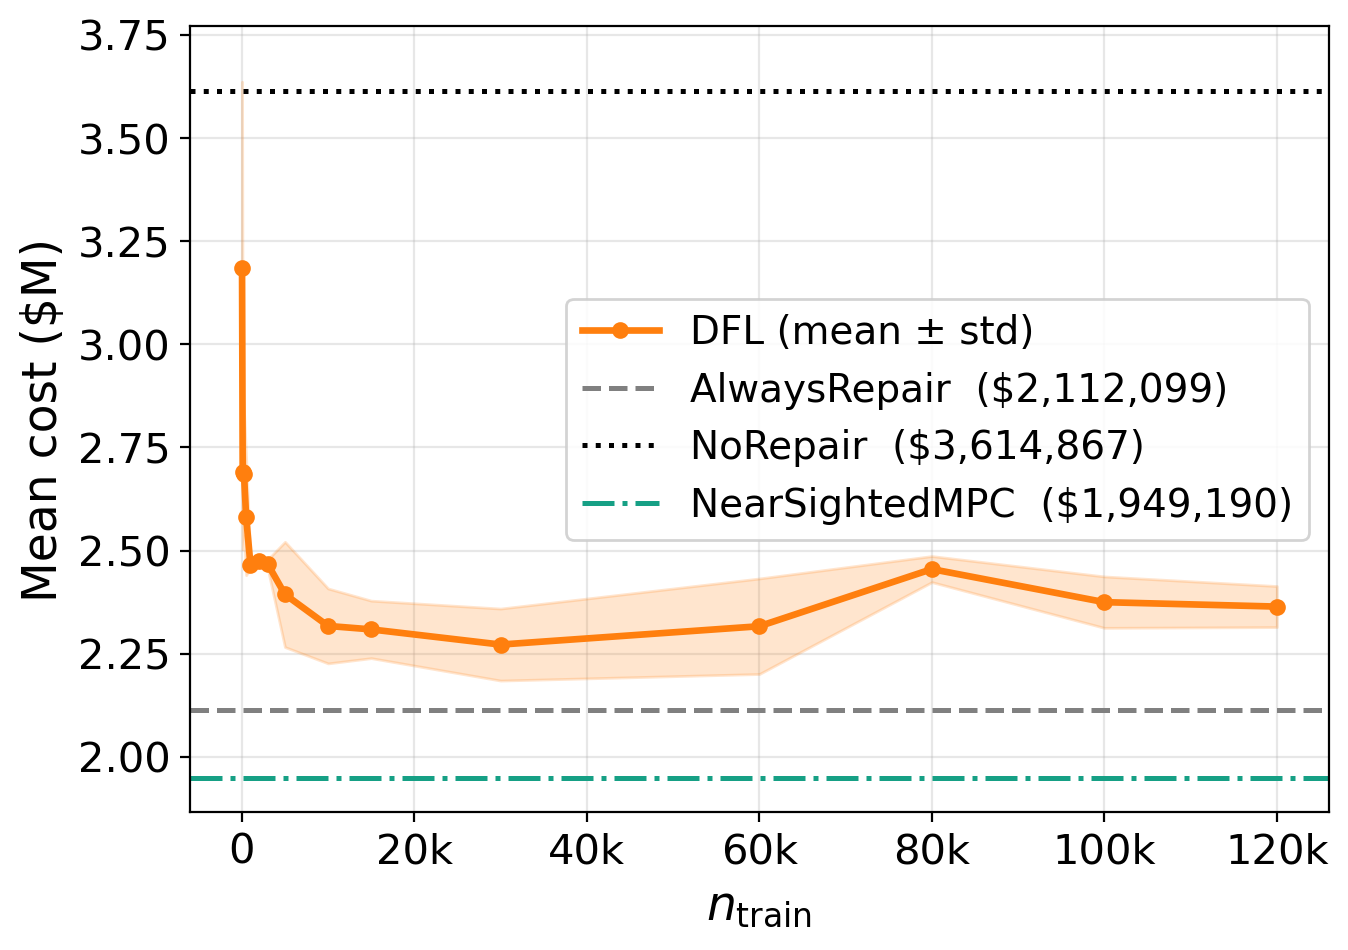 3.75
3.50
3.25
3.00
2.75
2.50
2.25
2.00
Mean cost ($M)
DFL (mean ± std)
AlwaysRepair ($2,112,099)
NoRepair ($3,614,867)
NearSightedMPC ($1,949,190)
0 20k 40k 60k 80k 100k 120k
n_train